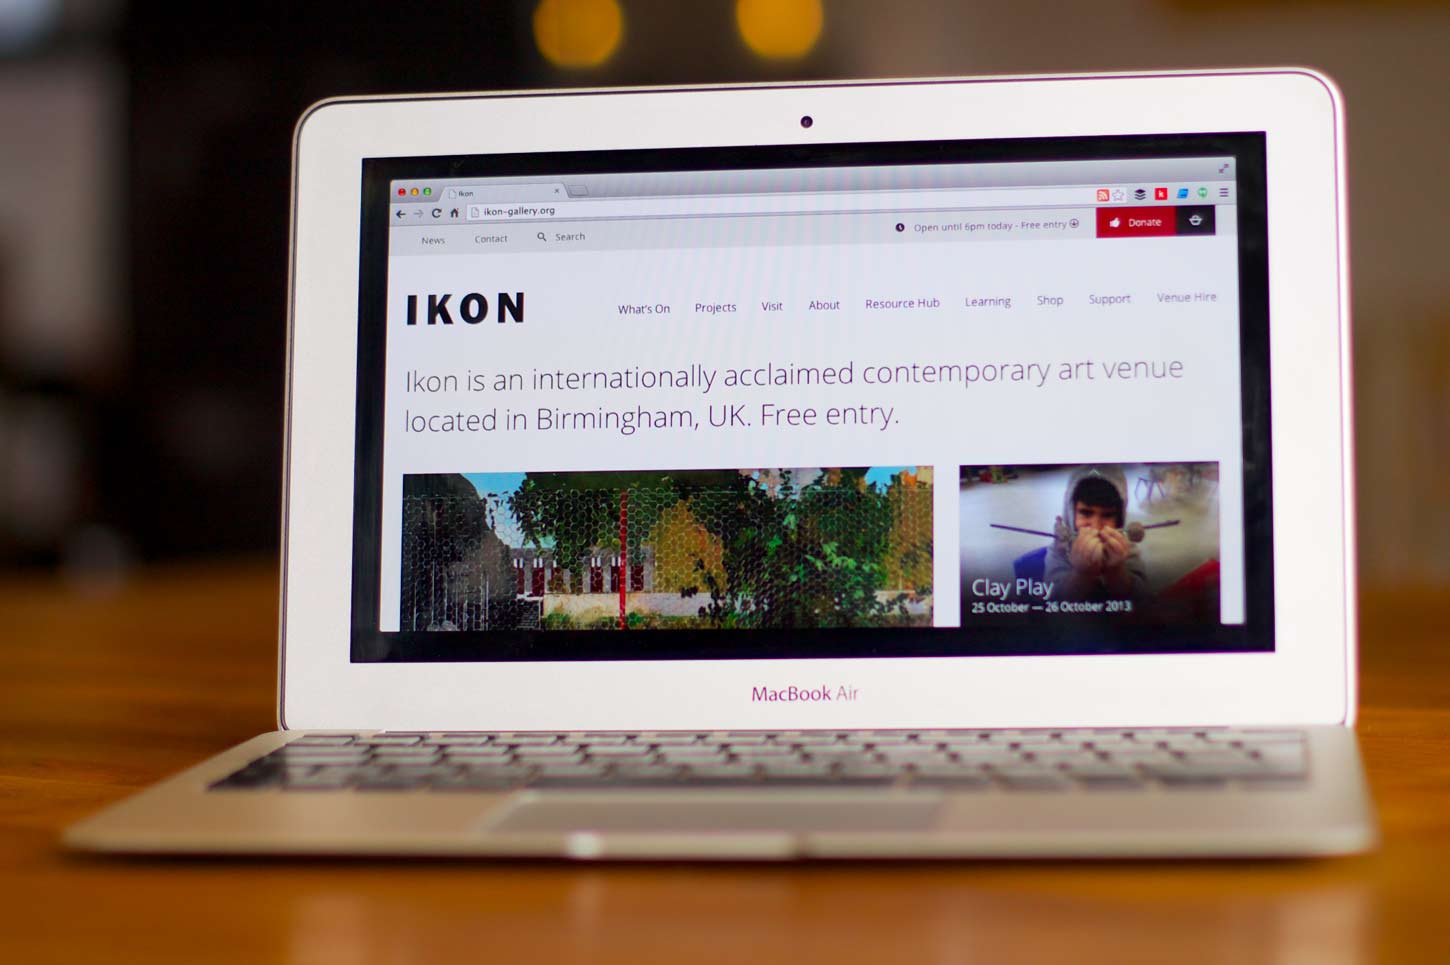 Ikon
ikon-gallery.org
News Contact Search Open until 6pm today - Free entry Donate
IKON
What's On Projects Visit About Resource Hub Learning Shop Support Venue Hire
Ikon is an internationally acclaimed contemporary art venue
located in Birmingham, UK. Free entry.
Clay Play
25 October — 26 October 2013
MacBook Air